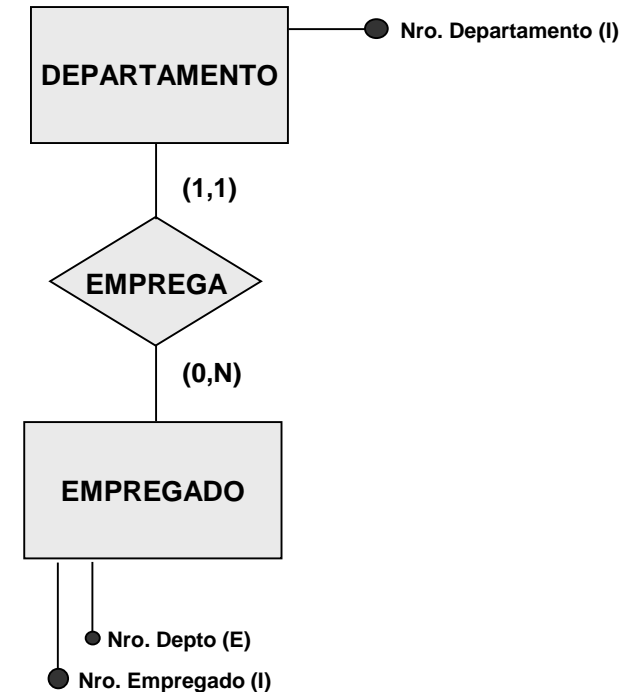 Nro. Departamento (I)
DEPARTAMENTO
(1,1)
EMPREGA
(0,N)
EMPREGADO
Nro. Depto (E)
Nro. Empregado (I)